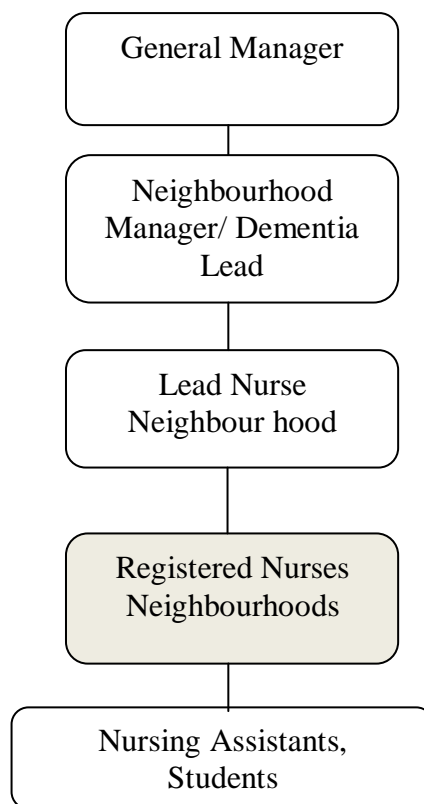 General Manager
Neighbourhood
Manager/ Dementia
Lead
Lead Nurse
Neighbour hood
Registered Nurses
Neighbourhoods
Nursing Assistants,
Students